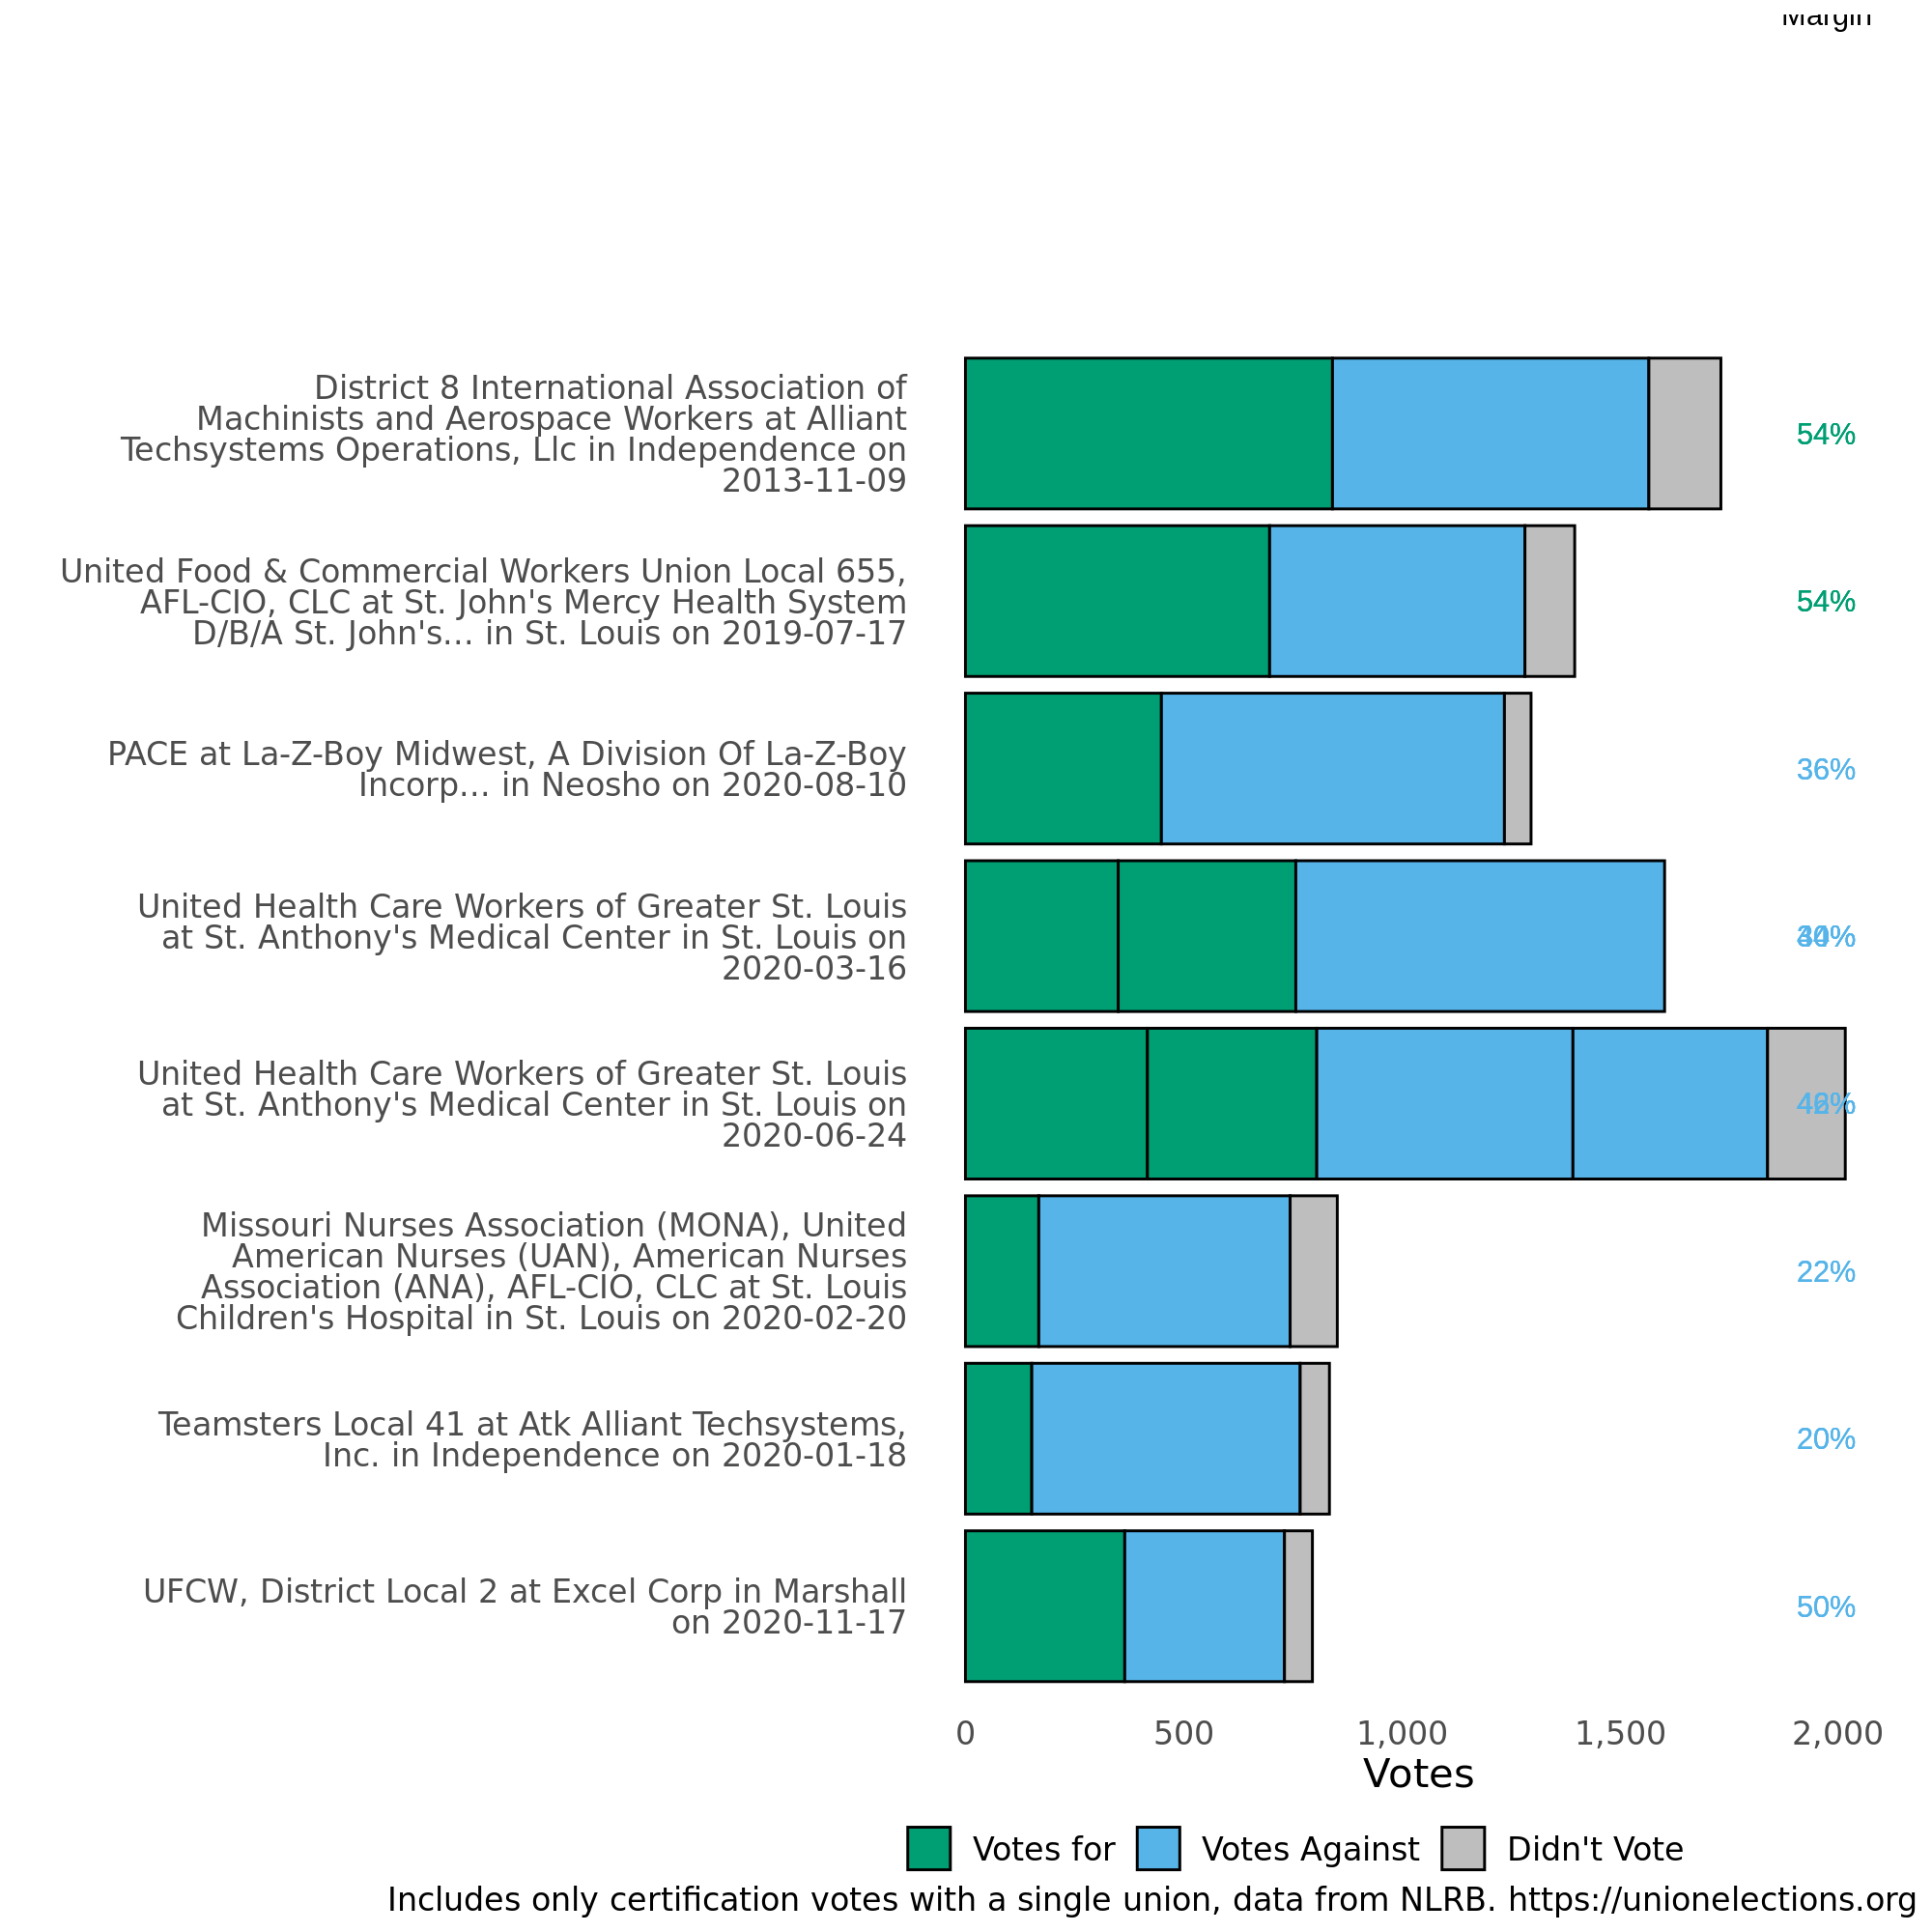 Margin
District 8 International Association of
Machinists and Aerospace Workers at Alliant
Techsystems Operations, Llc in Independence on
2013-11-09
54%
United Food & Commercial Workers Union Local 655,
AFL-CIO, CLC at St. John's Mercy Health System
D/B/A St. John's... in St. Louis on 2019-07-17
54%
PACE at La-Z-Boy Midwest, A Division Of La-Z-Boy
Incorp... in Neosho on 2020-08-10
36%
United Health Care Workers of Greater St. Louis
at St. Anthony's Medical Center in St. Louis on
2020-03-16
United Health Care Workers of Greater St. Louis
at St. Anthony's Medical Center in St. Louis on
2020-06-24
Missouri Nurses Association (MONA), United
American Nurses (UAN), American Nurses
Association (ANA), AFL-CIO, CLC at St. Louis
Children's Hospital in St. Louis on 2020-02-20
22%
Teamsters Local 41 at Atk Alliant Techsystems,
Inc. in Independence on 2020-01-18
20%
UFCW, District Local 2 at Excel Corp in Marshall
on 2020-11-17
50%
0 500 1,000 1,500 2,000
Votes
Votes for Votes Against Didn't Vote
Includes only certification votes with a single union, data from NLRB. https://unionelections.org